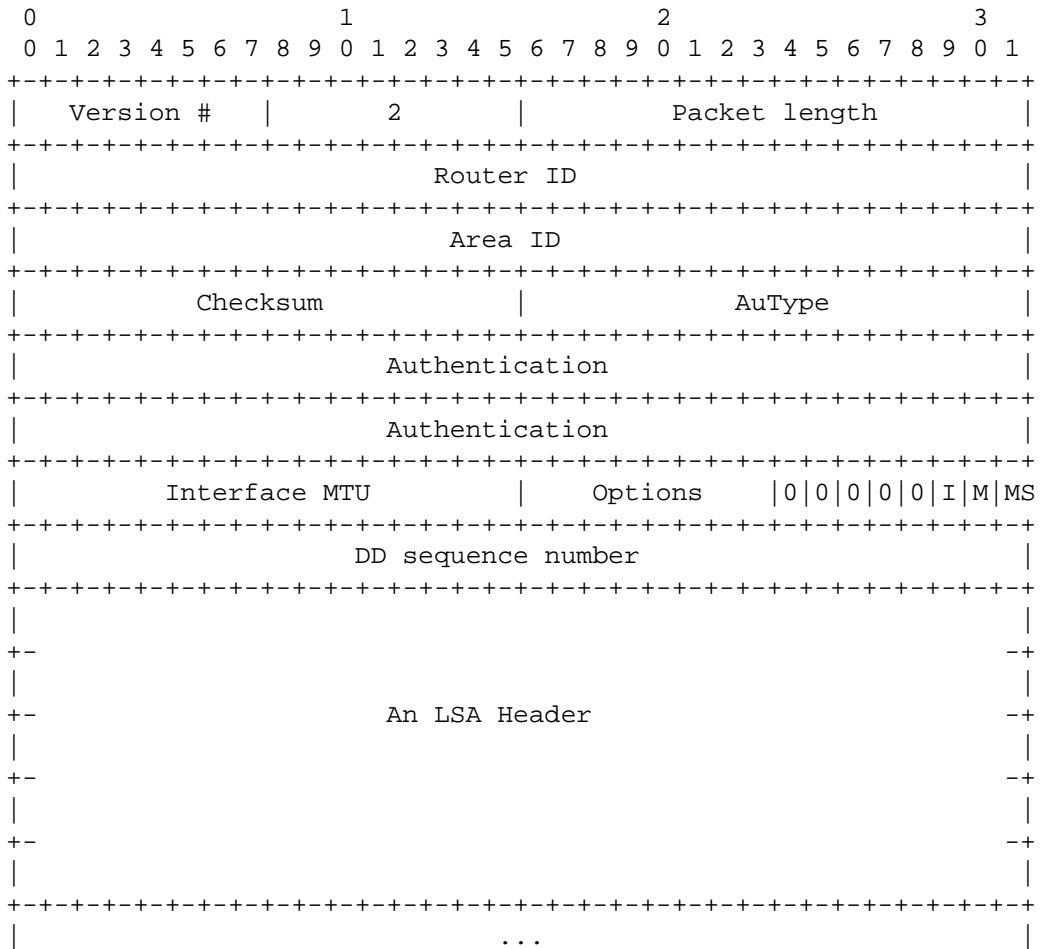 0                   1                   2                   3
 0 1 2 3 4 5 6 7 8 9 0 1 2 3 4 5 6 7 8 9 0 1 2 3 4 5 6 7 8 9 0 1
+-+-+-+-+-+-+-+-+-+-+-+-+-+-+-+-+-+-+-+-+-+-+-+-+-+-+-+-+-+-+-+-+
|   Version #   |       2       |         Packet length         |
+-+-+-+-+-+-+-+-+-+-+-+-+-+-+-+-+-+-+-+-+-+-+-+-+-+-+-+-+-+-+-+-+
|                          Router ID                            |
+-+-+-+-+-+-+-+-+-+-+-+-+-+-+-+-+-+-+-+-+-+-+-+-+-+-+-+-+-+-+-+-+
|                           Area ID                             |
+-+-+-+-+-+-+-+-+-+-+-+-+-+-+-+-+-+-+-+-+-+-+-+-+-+-+-+-+-+-+-+-+
|           Checksum            |             AuType            |
+-+-+-+-+-+-+-+-+-+-+-+-+-+-+-+-+-+-+-+-+-+-+-+-+-+-+-+-+-+-+-+-+
|                       Authentication                          |
+-+-+-+-+-+-+-+-+-+-+-+-+-+-+-+-+-+-+-+-+-+-+-+-+-+-+-+-+-+-+-+-+
|                       Authentication                          |
+-+-+-+-+-+-+-+-+-+-+-+-+-+-+-+-+-+-+-+-+-+-+-+-+-+-+-+-+-+-+-+-+
|         Interface MTU         |    Options    |0|0|0|0|0|I|M|MS
+-+-+-+-+-+-+-+-+-+-+-+-+-+-+-+-+-+-+-+-+-+-+-+-+-+-+-+-+-+-+-+-+
|                     DD sequence number                        |
+-+-+-+-+-+-+-+-+-+-+-+-+-+-+-+-+-+-+-+-+-+-+-+-+-+-+-+-+-+-+-+-+
|                                                               |
+-                                                             -+
|                                                               |
+-                      An LSA Header                          -+
|                                                               |
+-                                                             -+
|                                                               |
+-                                                             -+
|                                                               |
+-+-+-+-+-+-+-+-+-+-+-+-+-+-+-+-+-+-+-+-+-+-+-+-+-+-+-+-+-+-+-+-+
|                              ...                              |